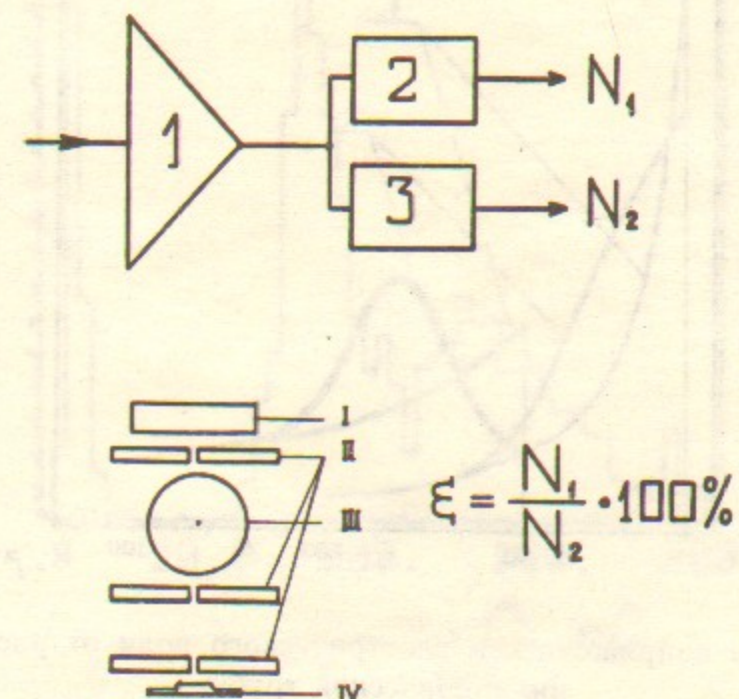 1
2
N₁
3
N₂
I
II
III
IV
ξ = N₁/N₂ · 100%